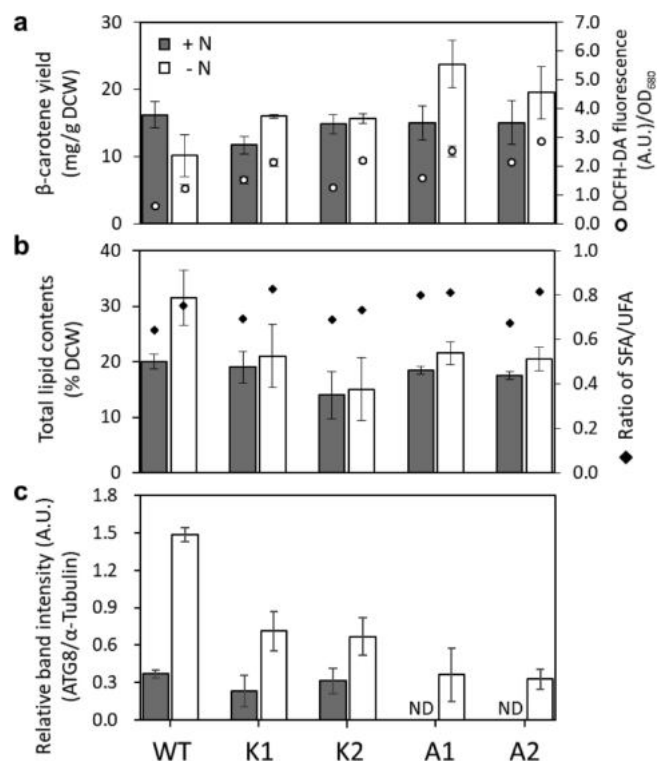 a
β-carotene yield
(mg/g DCW)
30
20
10
0
+ N
- N
7.0
6.0
5.0
4.0
3.0
2.0
1.0
0.0
DCFH-DA fluorescence
(A.U.)/OD680
b
Total lipid contents
(% DCW)
40
30
20
10
0
1.0
0.8
0.6
0.4
0.2
0.0
Ratio of SFA/UFA
c
Relative band intensity (A.U.)
(ATG8/α-Tubulin)
1.8
1.5
1.2
0.9
0.6
0.3
0.0
ND
ND
WT K1 K2 A1 A2